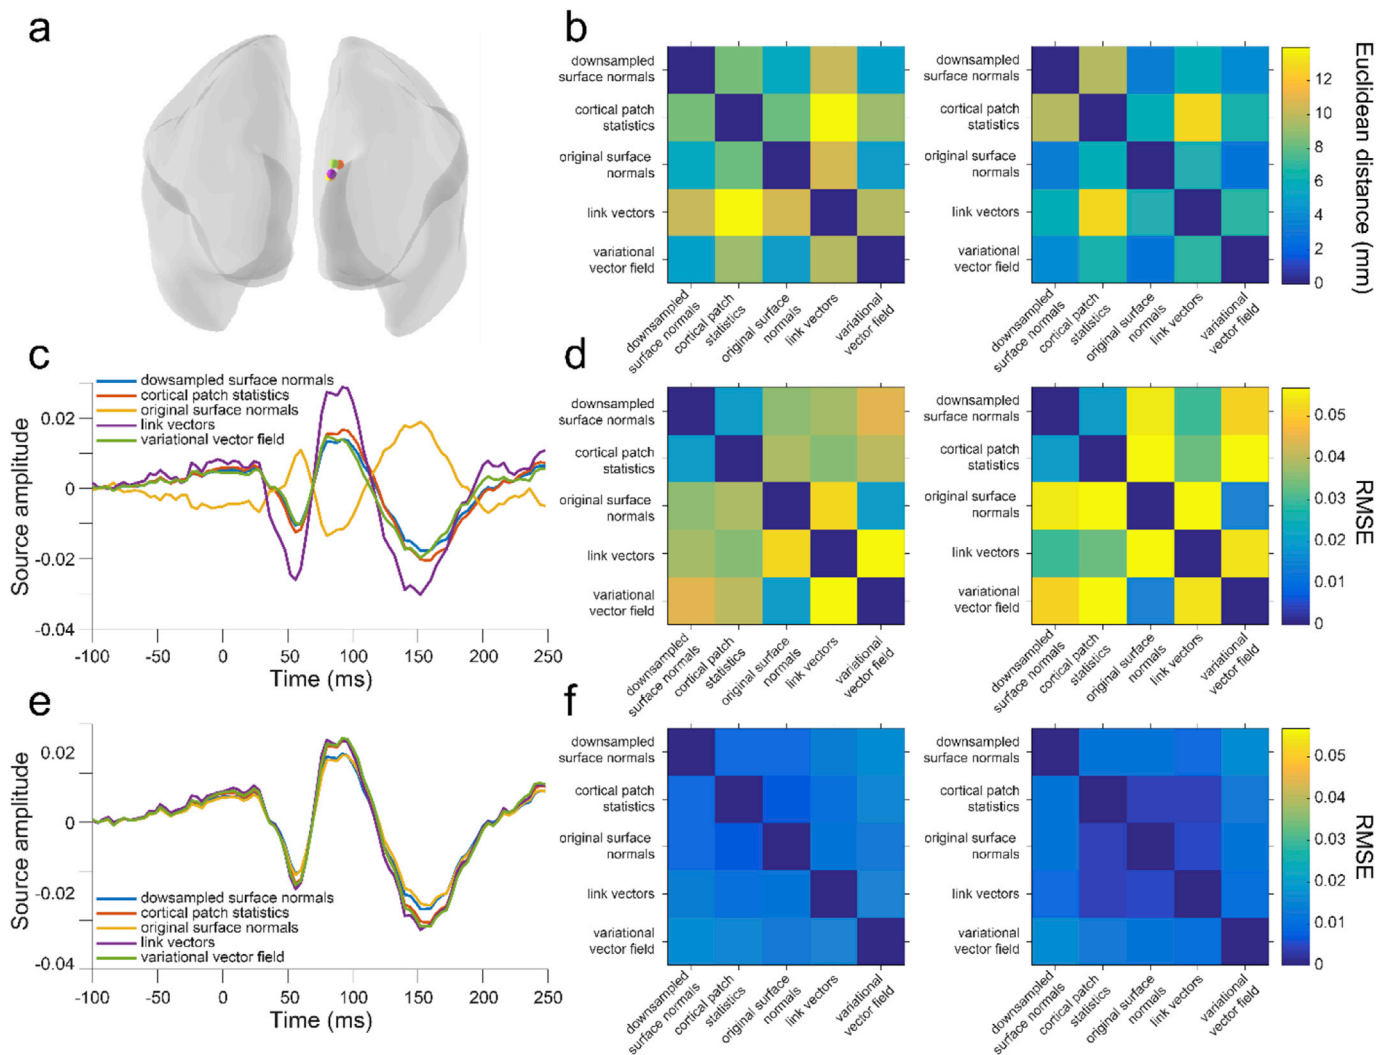 a
b
downsampled
surface normals
cortical patch
statistics
original surface
normals
link vectors
variational
vector field
downsampled
surface normals
cortical patch
statistics
original surface
normals
link vectors
variational
vector field
downsampled
surface normals
cortical patch
statistics
original surface
normals
link vectors
variational
vector field
downsampled
surface normals
cortical patch
statistics
original surface
normals
link vectors
variational
vector field
12
10
8
6
4
2
0
Euclidean distance (mm)
c
dowsampled surface normals
cortical patch statistics
original surface normals
link vectors
variational vector field
0.02
0
-0.02
-0.04
Source amplitude
-100
-50
0
50
100
150
200
250
Time (ms)
d
downsampled
surface normals
cortical patch
statistics
original surface
normals
link vectors
variational
vector field
downsampled
surface normals
cortical patch
statistics
original surface
normals
link vectors
variational
vector field
downsampled
surface normals
cortical patch
statistics
original surface
normals
link vectors
variational
vector field
downsampled
surface normals
cortical patch
statistics
original surface
normals
link vectors
variational
vector field
0.05
0.04
0.03
0.02
0.01
0
RMSE
e
0.02
0
-0.02
-0.04
Source amplitude
dowsampled surface normals
cortical patch statistics
original surface normals
link vectors
variational vector field
-100
-50
0
50
100
150
200
250
Time (ms)
f
downsampled
surface normals
cortical patch
statistics
original surface
normals
link vectors
variational
vector field
downsampled
surface normals
cortical patch
statistics
original surface
normals
link vectors
variational
vector field
downsampled
surface normals
cortical patch
statistics
original surface
normals
link vectors
variational
vector field
downsampled
surface normals
cortical patch
statistics
original surface
normals
link vectors
variational
vector field
0.05
0.04
0.03
0.02
0.01
0
RMSE